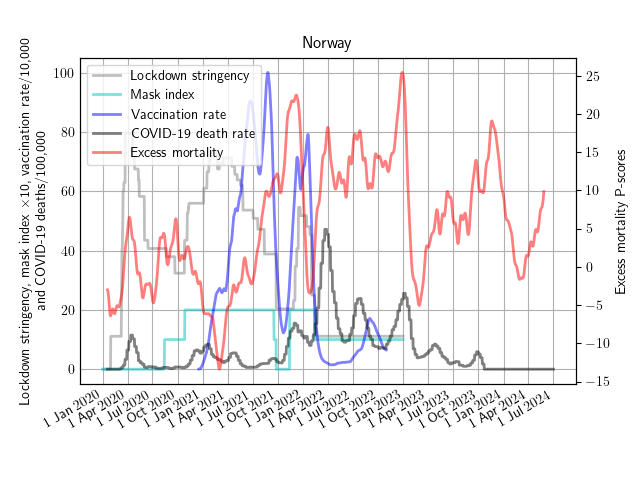 Norway
Lockdown stringency, mask index ×10, vaccination rate/10,000
and COVID-19 deaths/100,000
100
80
60
40
20
0
Lockdown stringency
Mask index
Vaccination rate
COVID-19 death rate
Excess mortality
25
20
15
10
5
0
−5
−10
−15
Excess mortality P-scores
1 Jan 2020
1 Apr 2020
1 Jul 2020
1 Oct 2020
1 Jan 2021
1 Apr 2021
1 Jul 2021
1 Oct 2021
1 Jan 2022
1 Apr 2022
1 Jul 2022
1 Oct 2022
1 Jan 2023
1 Apr 2023
1 Jul 2023
1 Oct 2023
1 Jan 2024
1 Apr 2024
1 Jul 2024